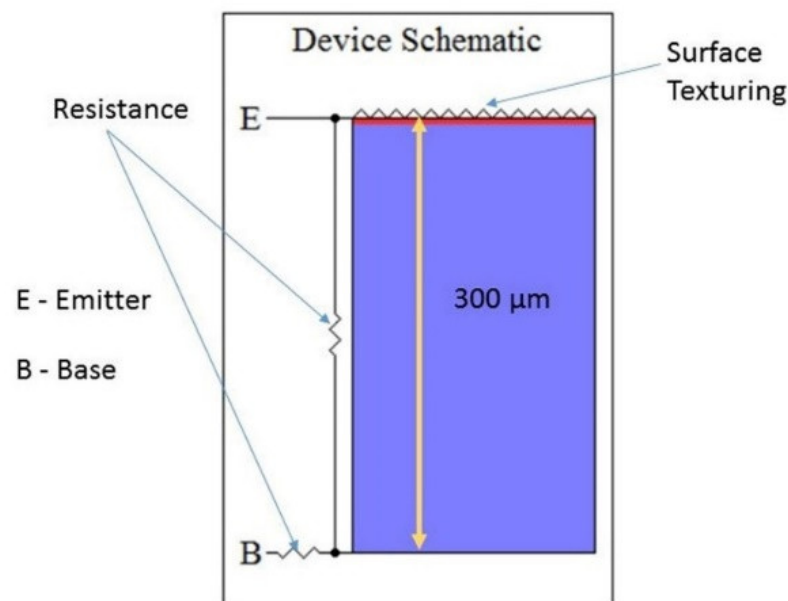 Device Schematic
Surface
Texturing
Resistance
E
300 μm
E - Emitter
B - Base
B